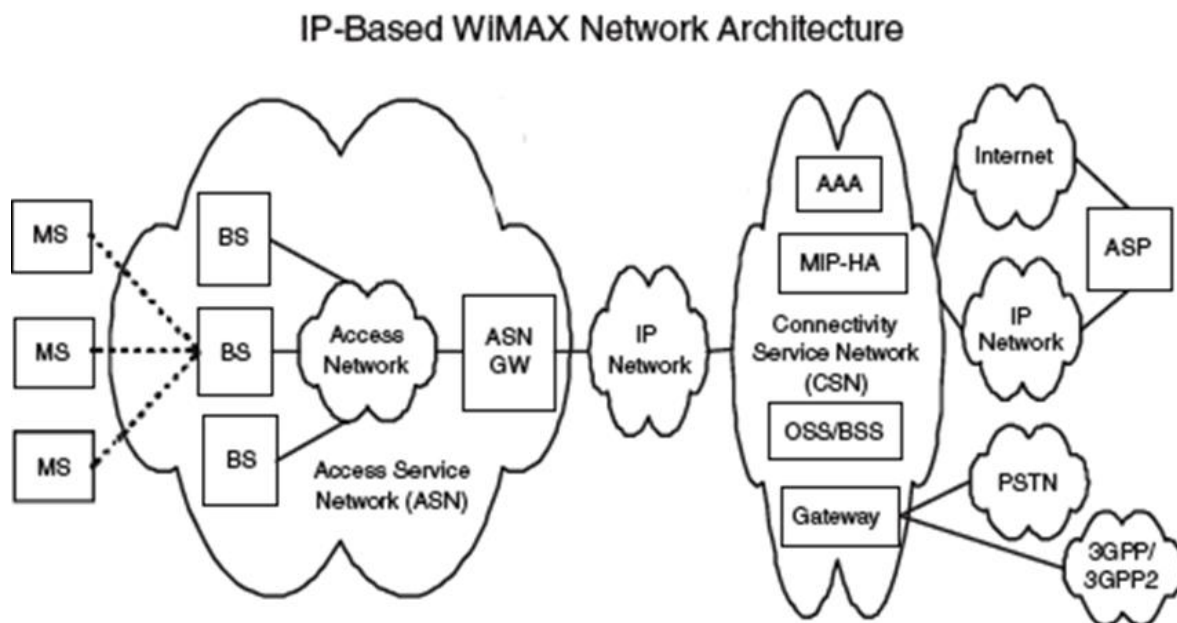 IP-Based WiMAX Network Architecture
MS
MS
MS
BS
BS
BS
Access
Network
ASN
GW
Access Service
Network (ASN)
IP
Network
AAA
MIP-HA
Connectivity
Service Network
(CSN)
OSS/BSS
Gateway
Internet
IP
Network
ASP
PSTN
3GPP/
3GPP2